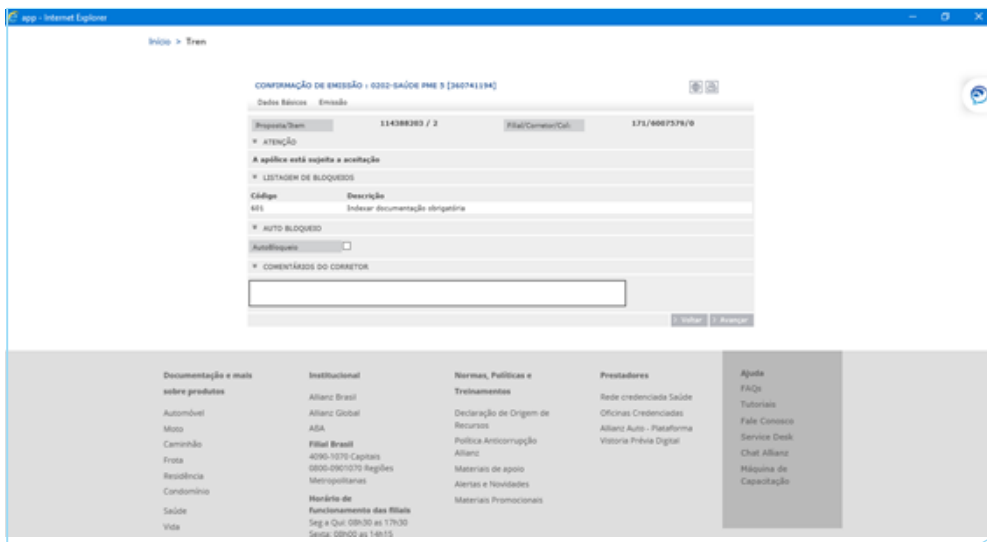 app - Internet Explorer
Início > Tren
CONFIRMAÇÃO DE EMISSÃO : 0202-SAÚDE PME 5 [360741194]
Dados Básicos Emissão
Proposta/Item 114388203 / 2 Filial/Corretor/Col: 171/6007579/0
ATENÇÃO
A apólice está sujeita a aceitação
LISTAGEM DE BLOQUEIOS
Código Descrição
601 Indexar documentação obrigatória
AUTO BLOQUEIO
AutoBloqueio
COMENTÁRIOS DO CORRETOR
Voltar Avançar
Documentação e mais
sobre produtos
Automóvel
Moto
Caminhão
Frota
Residência
Condomínio
Saúde
Vida
Institucional
Allianz Brasil
Allianz Global
ABA
Filial Brasil
4090-1070 Capitais
0800-0901070 Regiões
Metropolitanas
Horário de
funcionamento das filiais
Seg a Qui: 08h30 as 17h30
Sexta: 08h00 as 14h15
Normas, Políticas e
Treinamentos
Declaração de Origem de
Recursos
Política Anticorrupção
Allianz
Materiais de apoio
Alertas e Novidades
Materiais Promocionais
Prestadores
Rede credenciada Saúde
Oficinas Credenciadas
Allianz Auto - Plataforma
Vistoria Prévia Digital
Ajuda
FAQs
Tutoriais
Fale Conosco
Service Desk
Chat Allianz
Máquina de
Capacitação